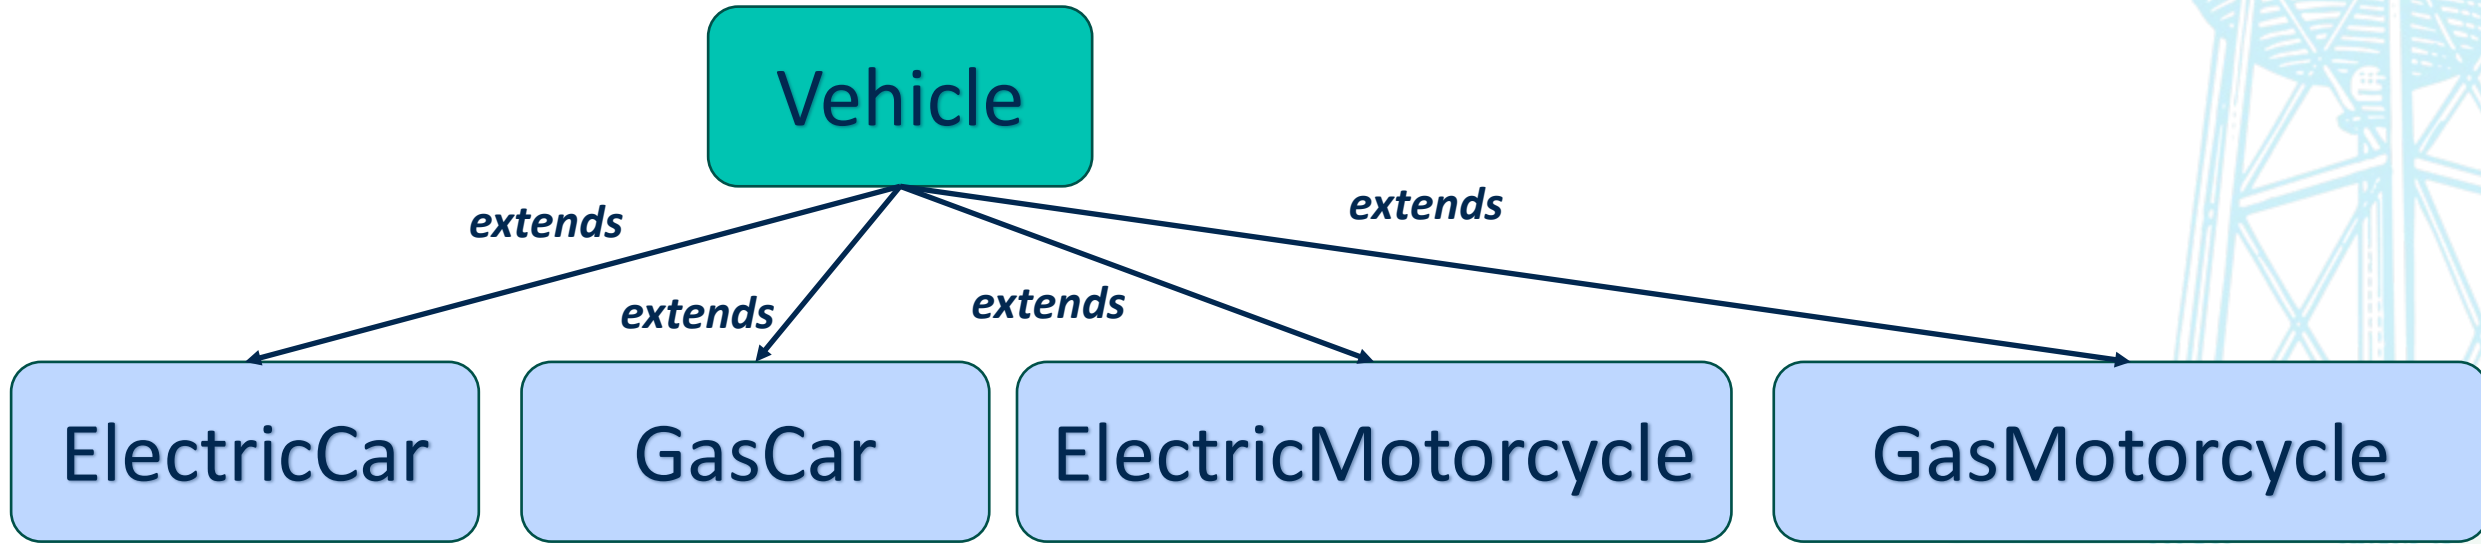 Vehicle
extends
extends
extends
extends
ElectricCar
GasCar
ElectricMotorcycle
GasMotorcycle